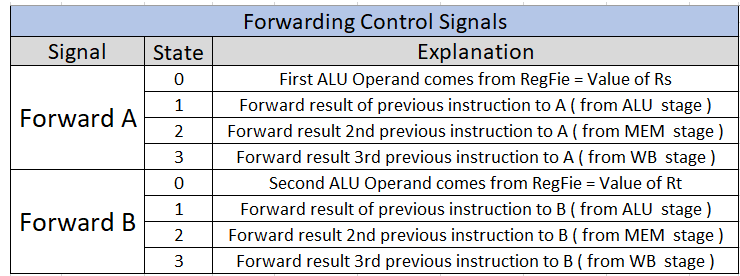 Forwarding Control Signals
Signal State Explanation
Forward A
0 First ALU Operand comes from RegFie = Value of Rs
1 Forward result of previous instruction to A ( from ALU stage )
2 Forward result 2nd previous instruction to A ( from MEM stage )
3 Forward result 3rd previous instruction to A ( from WB stage )
Forward B
0 Second ALU Operand comes from RegFie = Value of Rt
1 Forward result of previous instruction to B ( from ALU stage )
2 Forward result 2nd previous instruction to B ( from MEM stage )
3 Forward result 3rd previous instruction to B ( from WB stage )